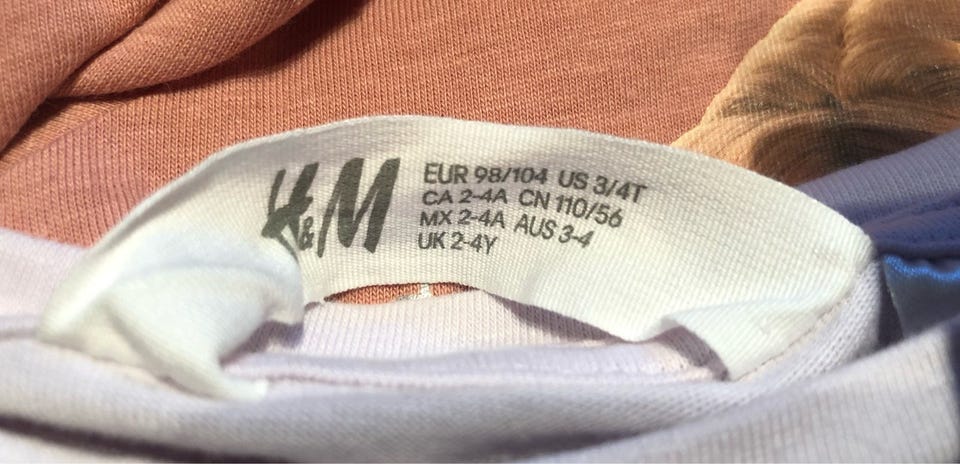 H&M
EUR 98/104 US 3/4T
CA 2-4A CN 110/56
MX 2-4A AUS 3-4
UK 2-4Y